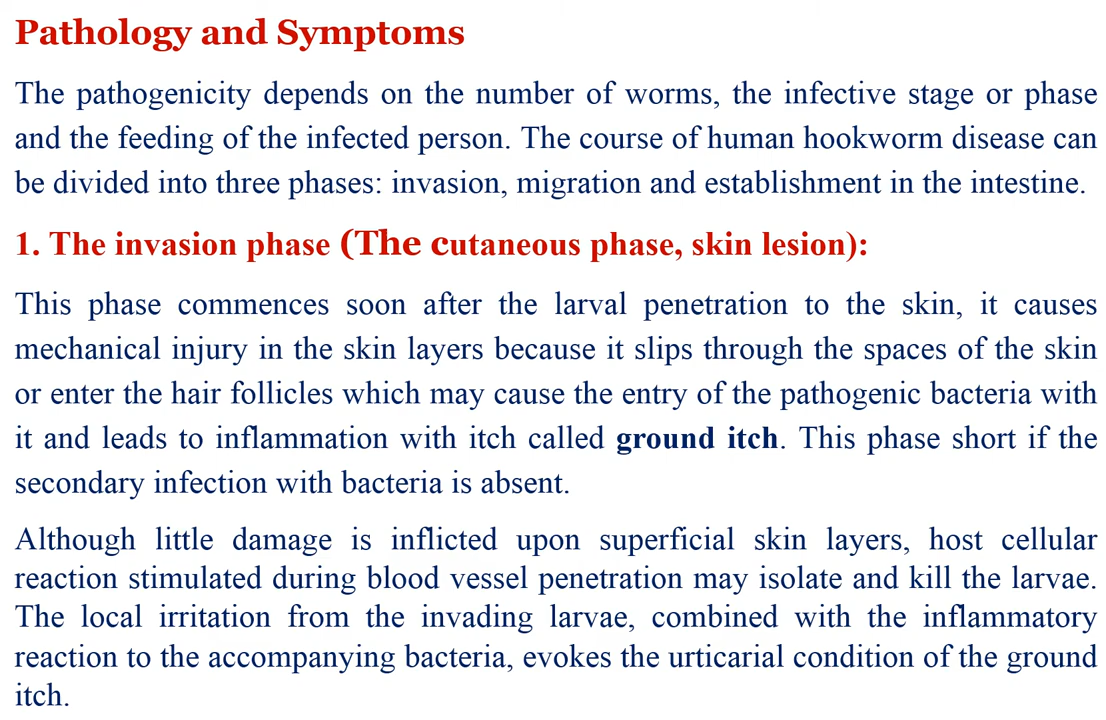 Pathology and Symptoms
The pathogenicity depends on the number of worms, the infective stage or phase
and the feeding of the infected person. The course of human hookworm disease can
be divided into three phases: invasion, migration and establishment in the intestine.
1. The invasion phase (The cutaneous phase, skin lesion):
This phase commences soon after the larval penetration to the skin, it causes
mechanical injury in the skin layers because it slips through the spaces of the skin
or enter the hair follicles which may cause the entry of the pathogenic bacteria with
it and leads to inflammation with itch called ground itch. This phase short if the
secondary infection with bacteria is absent.
Although little damage is inflicted upon superficial skin layers, host cellular
reaction stimulated during blood vessel penetration may isolate and kill the larvae.
The local irritation from the invading larvae, combined with the inflammatory
reaction to the accompanying bacteria, evokes the urticarial condition of the ground
itch.